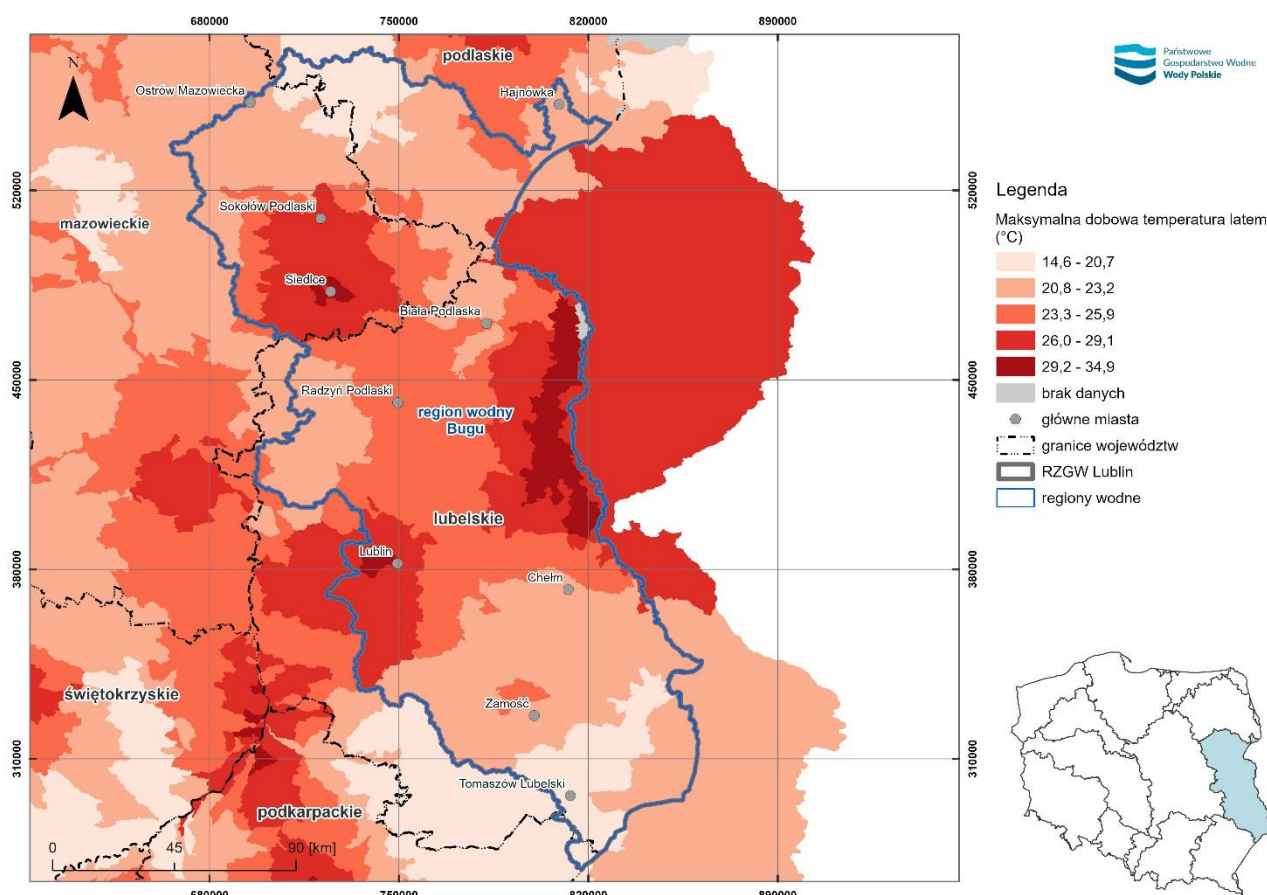 680000
750000
820000
890000
podlaskie
N
Ostrów Mazowiecka
Hajnówka
520000
520000
Sokołów Podlaski
mazowieckie
Siedlce
Biała Podlaska
450000
450000
Radzyń Podlaski
region wodny
Bugu
lubelskie
Lublin
380000
380000
Chełm
świętokrzyskie
Zamość
310000
310000
Tomaszów Lubelski
podkarpackie
0
45
90 [km]
680000
750000
820000
890000
Państwowe
Gospodarstwo Wodne
Wody Polskie
Legenda
Maksymalna dobowa temperatura latem
(°C)
14,6 - 20,7
20,8 - 23,2
23,3 - 25,9
26,0 - 29,1
29,2 - 34,9
brak danych
główne miasta
granice województw
RZGW Lublin
regiony wodne